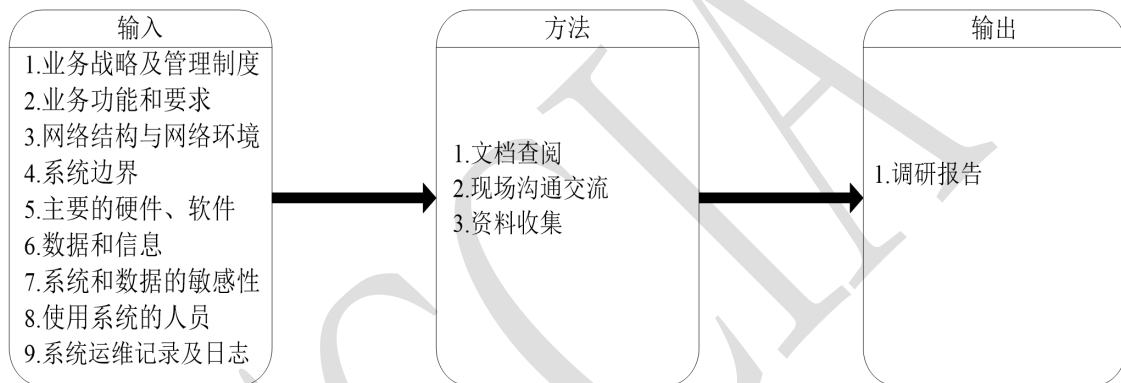 输入
1.业务战略及管理制度
2.业务功能和要求
3.网络结构与网络环境
4.系统边界
5.主要的硬件、软件
6.数据和信息
7.系统和数据的敏感性
8.使用系统的人员
9.系统运维记录及日志
方法
1.文档查阅
2.现场沟通交流
3.资料收集
输出
1.调研报告
CCIA